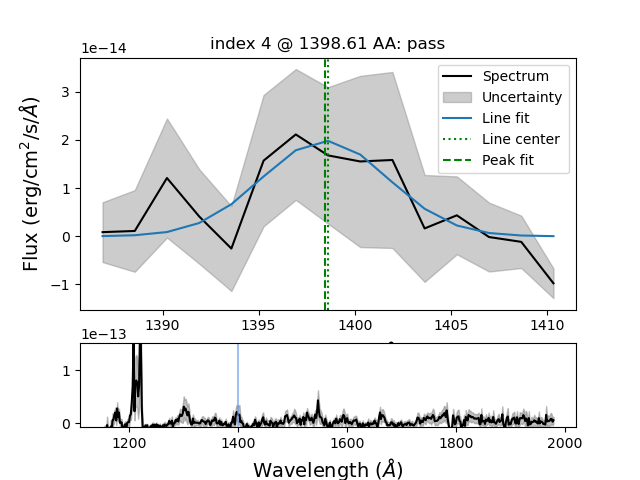 index 4 @ 1398.61 AA: pass
1e−14
Flux (erg/cm²/s/Å)
3
2
1
0
−1
Spectrum
Uncertainty
Line fit
Line center
Peak fit
1390 1395 1400 1405 1410
1e−13
1
0
1200 1400 1600 1800 2000
Wavelength (Å)